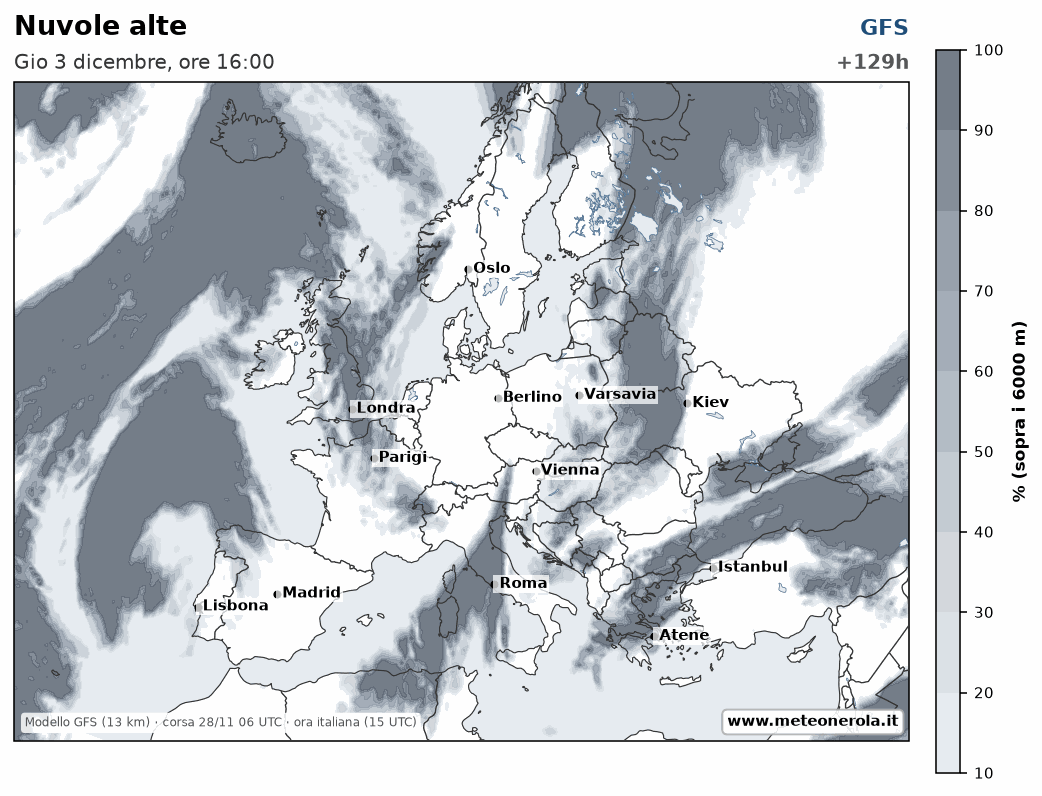 Nuvole alte
GFS
Gio 3 dicembre, ore 16:00
+129h
100
90
80
70
60
50
40
30
20
10
% (sopra i 6000 m)
Oslo
Berlino
Varsavia
Kiev
Londra
Parigi
Vienna
Istanbul
Roma
Madrid
Lisbona
Atene
Modello GFS (13 km) · corsa 28/11 06 UTC · ora italiana (15 UTC)
www.meteonerola.it